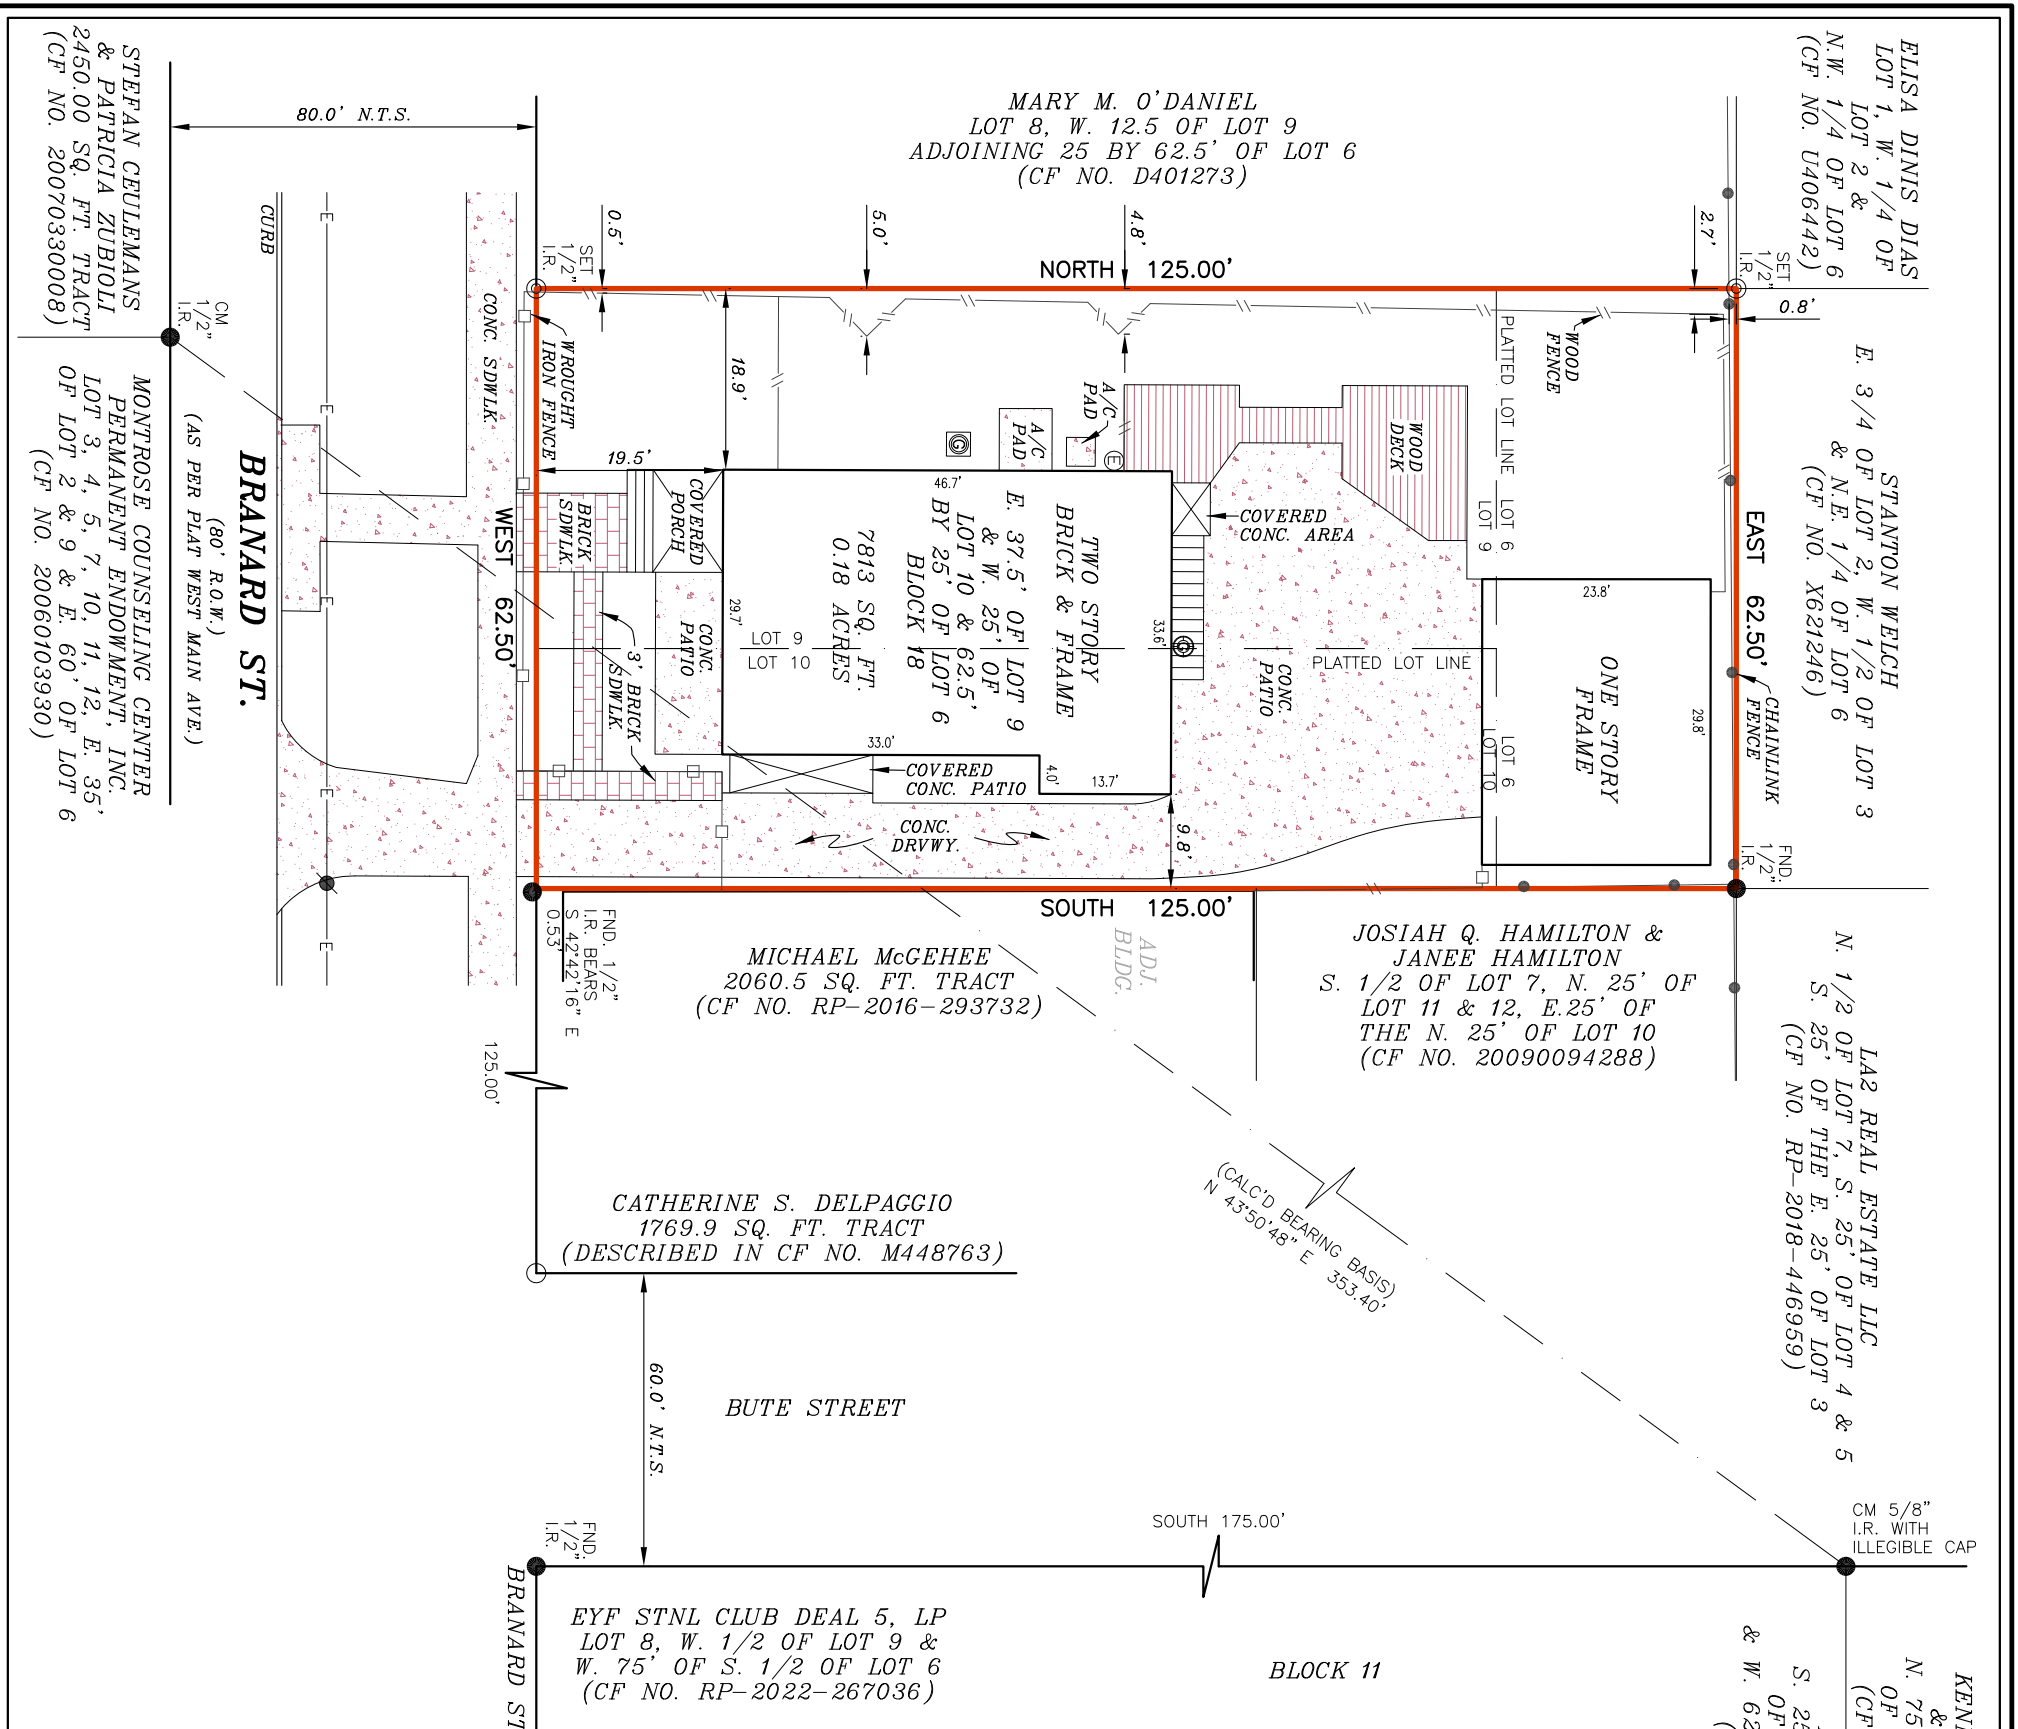 ELISA DINIS DIAS
LOT 1, W. 1/4 OF
LOT 2 &
N.W. 1/4 OF LOT 6
(CF NO. U406442)
STANTON WELCH
E. 3/4 OF LOT 2, W. 1/2 OF LOT 3
& N.E. 1/4 OF LOT 6
(CF NO. X621246)
LA2 REAL ESTATE LLC
N. 1/2 OF LOT 7, S. 25' OF LOT 4 & 5
S. 25' OF THE E. 25' OF LOT 3
(CF NO. RP-2018-446959)
MARY M. O'DANIEL
LOT 8, W. 12.5 OF LOT 9
ADJOINING 25 BY 62.5' OF LOT 6
(CF NO. D401273)
STEFAN CEULEMANS
& PATRICIA ZUBIOLI
2450.00 SQ. FT. TRACT
(CF NO. 20070330008)
MONTROSE COUNSELING CENTER
PERMANENT ENDOWMENT, INC.
LOT 3, 4, 5, 7, 10, 11, 12, E. 35'
OF LOT 2 & 9 & E. 60' OF LOT 6
(CF NO. 20060103930)
80.0' N.T.S.
CURB
CM
1/2"
I.R.
BRANARD ST.
(80' R.O.W.)
(AS PER PLAT WEST MAIN AVE.)
E
E
E
E
E
CONC. SDWLK.
SET
1/2"
I.R.
0.5'
5.0'
4.8'
2.7'
SET
1/2"
I.R.
0.8'
NORTH 125.00'
EAST 62.50'
SOUTH 125.00'
WEST 62.50'
WROUGHT
IRON FENCE
18.9'
19.5'
WOOD
FENCE
PLATTED LOT LINE
LOT 6
LOT 9
A/C
PAD
A/C
PAD
G
E
WOOD
DECK
COVERED
PORCH
BRICK
SDWLK.
COVERED
CONC. AREA
46.7'
TWO STORY
BRICK & FRAME
E. 37.5' OF LOT 9
& W. 25' OF
LOT 10 & 62.5'
BY 25' OF LOT 6
BLOCK 18
7813 SQ. FT.
0.18 ACRES
29.7'
33.6'
G
33.0'
4.0'
13.7'
LOT 9
LOT 10
CONC.
PATIO
3' BRICK
SDWLK.
CONC.
PATIO
PLATTED LOT LINE
23.8'
ONE STORY
FRAME
29.8'
LOT 6
LOT 10
CHAINLINK
FENCE
COVERED
CONC. PATIO
CONC.
DRVWY.
9.8'
FND.
1/2"
I.R.
FND. 1/2"
I.R. BEARS
S 42°42'16" E
0.53'
MICHAEL McGEHEE
2060.5 SQ. FT. TRACT
(CF NO. RP-2016-293732)
ADJ.
BLDG.
JOSIAH Q. HAMILTON &
JANEE HAMILTON
S. 1/2 OF LOT 7, N. 25' OF
LOT 11 & 12, E.25' OF
THE N. 25' OF LOT 10
(CF NO. 20090094288)
125.00'
CATHERINE S. DELPAGGIO
1769.9 SQ. FT. TRACT
(DESCRIBED IN CF NO. M448763)
(CALC'D BEARING BASIS)
N 43°50'48" E 353.40'
60.0' N.T.S.
BUTE STREET
SOUTH 175.00'
CM 5/8"
I.R. WITH
ILLEGIBLE CAP
FND.
1/2"
I.R.
BRANARD ST
EYF STNL CLUB DEAL 5, LP
LOT 8, W. 1/2 OF LOT 9 &
W. 75' OF S. 1/2 OF LOT 6
(CF NO. RP-2022-267036)
BLOCK 11
&
N. 75
OF
(CF
OF
& W. 62